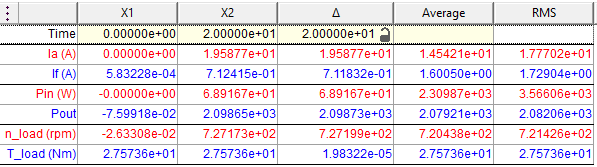 X1 X2 Δ Average RMS
Time 0.00000e+00 2.00000e+01 2.00000e+01
Ia (A) 0.00000e+00 1.95877e+01 1.95877e+01 1.45421e+01 1.77702e+01
If (A) 5.83228e-04 7.12415e-01 7.11832e-01 1.60050e+00 1.72904e+00
Pin (W) -0.00000e+00 6.89167e+01 6.89167e+01 2.30987e+03 3.56606e+03
Pout -7.59918e-02 2.09865e+03 2.09873e+03 2.07921e+03 2.08206e+03
n_load (rpm) -2.63308e-02 7.27173e+02 7.27199e+02 7.20438e+02 7.21426e+02
T_load (Nm) 2.75736e+01 2.75736e+01 1.98322e-05 2.75736e+01 2.75736e+01